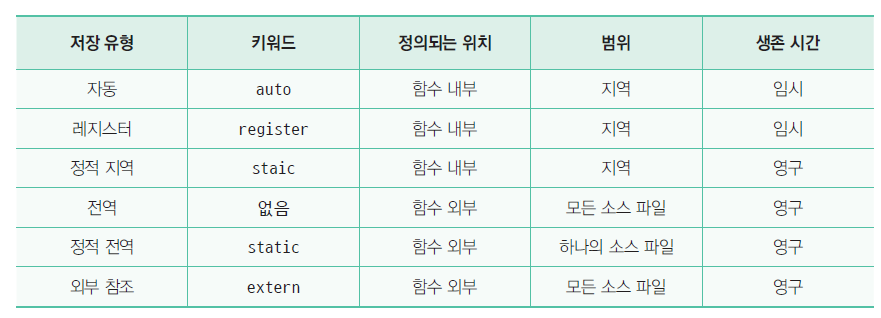 저장 유형 키워드 정의되는 위치 범위 생존 시간
자동 auto 함수 내부 지역 임시
레지스터 register 함수 내부 지역 임시
정적 지역 staic 함수 내부 지역 영구
전역 없음 함수 외부 모든 소스 파일 영구
정적 전역 static 함수 외부 하나의 소스 파일 영구
외부 참조 extern 함수 외부 모든 소스 파일 영구